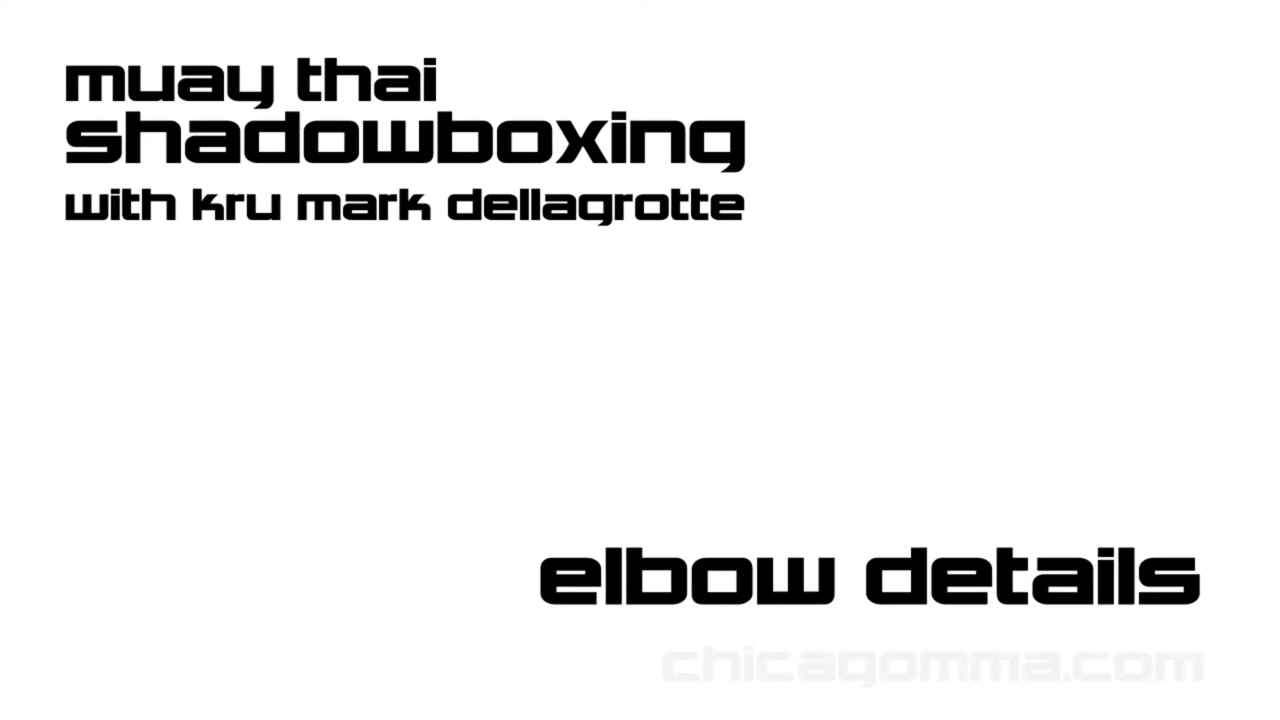 muay thai
shadowboxing
with kru mark dellagrotte
elbow details
chicagomma.com